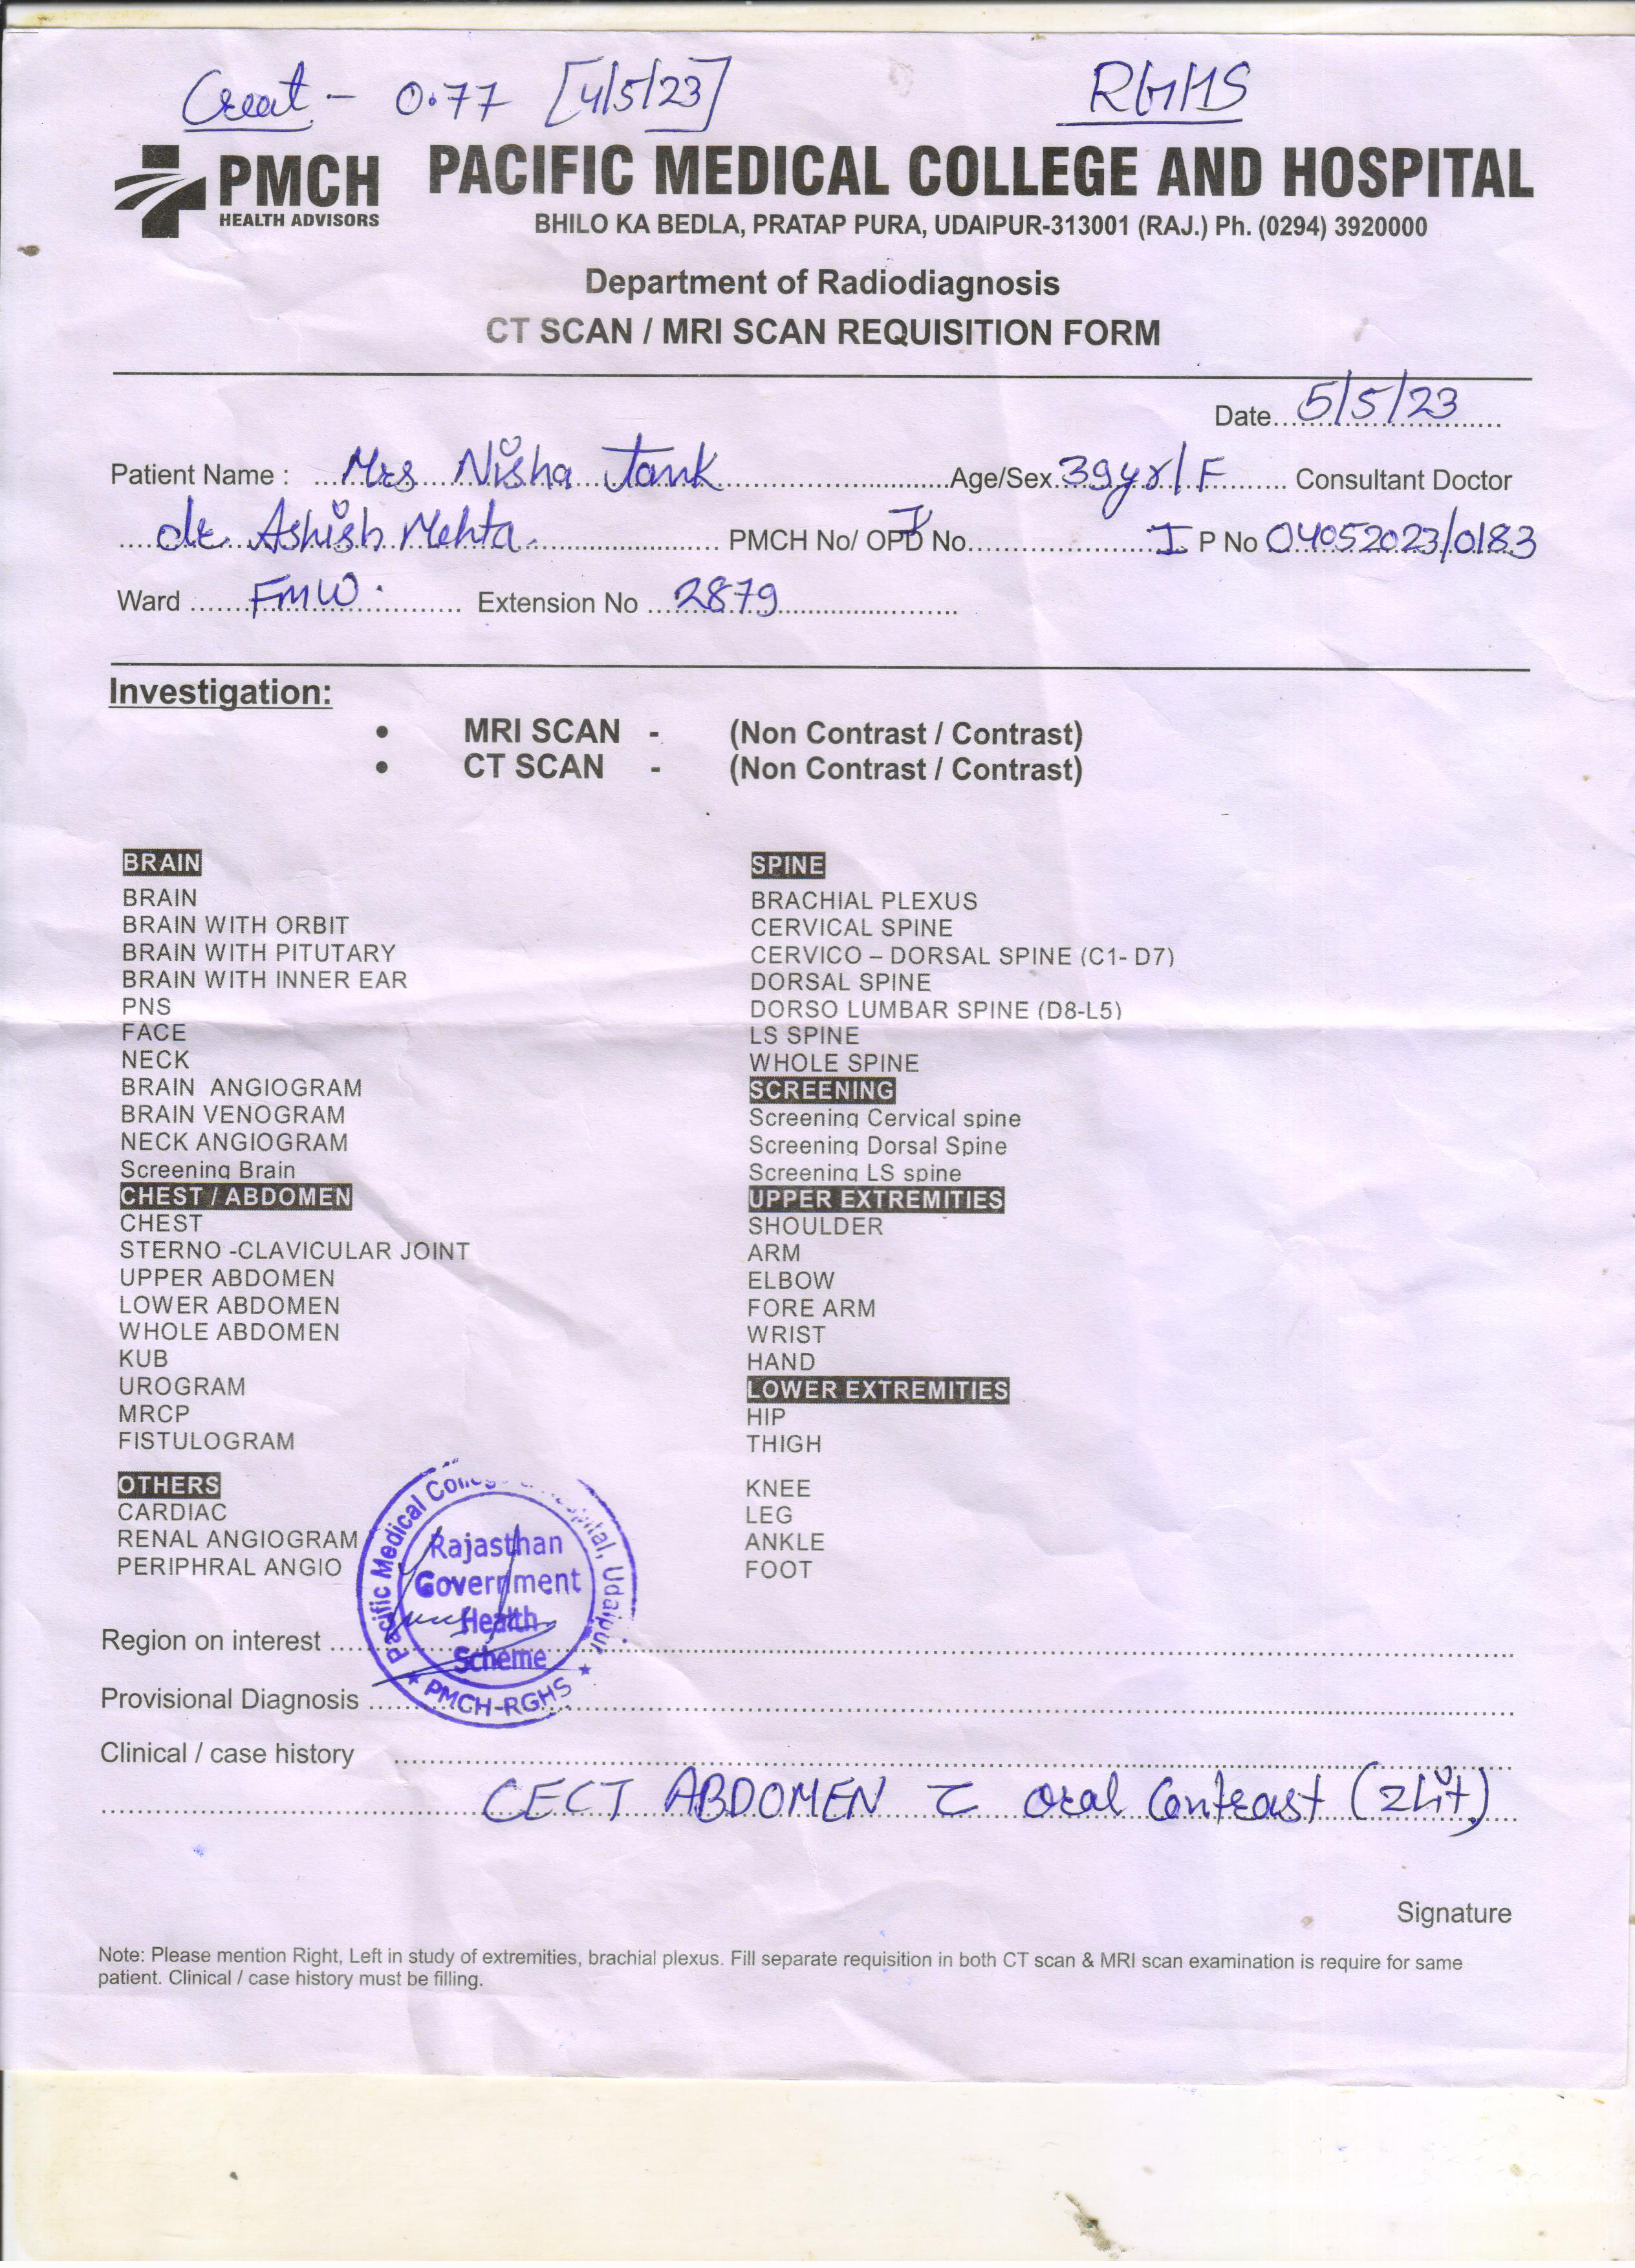 Creat - 0.77 [4/5/23] RGHS
PMCH PACIFIC MEDICAL COLLEGE AND HOSPITAL
HEALTH ADVISORS BHILO KA BEDLA, PRATAP PURA, UDAIPUR-313001 (RAJ.) Ph. (0294) 3920000
Department of Radiodiagnosis
CT SCAN / MRI SCAN REQUISITION FORM
Date 5/5/23
Patient Name : Mrs Nisha Tank Age/Sex 39yr/F Consultant Doctor
dr Ashish Mehta. PMCH No/ OPD No. I P No 04052023/0183
Ward FMW. Extension No 2879
Investigation:
• MRI SCAN - (Non Contrast / Contrast)
• CT SCAN - (Non Contrast / Contrast)
BRAIN
BRAIN
BRAIN WITH ORBIT
BRAIN WITH PITUTARY
BRAIN WITH INNER EAR
PNS
FACE
NECK
BRAIN ANGIOGRAM
BRAIN VENOGRAM
NECK ANGIOGRAM
Screening Brain
CHEST / ABDOMEN
CHEST
STERNO -CLAVICULAR JOINT
UPPER ABDOMEN
LOWER ABDOMEN
WHOLE ABDOMEN
KUB
UROGRAM
MRCP
FISTULOGRAM
OTHERS
CARDIAC
RENAL ANGIOGRAM
PERIPHRAL ANGIO
SPINE
BRACHIAL PLEXUS
CERVICAL SPINE
CERVICO – DORSAL SPINE (C1- D7)
DORSAL SPINE
DORSO LUMBAR SPINE (D8-L5)
LS SPINE
WHOLE SPINE
SCREENING
Screening Cervical spine
Screening Dorsal Spine
Screening LS spine
UPPER EXTREMITIES
SHOULDER
ARM
ELBOW
FORE ARM
WRIST
HAND
LOWER EXTREMITIES
HIP
THIGH
KNEE
LEG
ANKLE
FOOT
Pacific Medical College & Hospital, Udaipur
Rajasthan
Government
Health
Scheme
PMCH-RGHS
Region on interest
Provisional Diagnosis
Clinical / case history
CECT ABDOMEN c̄ oral Contrast (2Lit)
Signature
Note: Please mention Right, Left in study of extremities, brachial plexus. Fill separate requisition in both CT scan & MRI scan examination is require for same
patient. Clinical / case history must be filling.